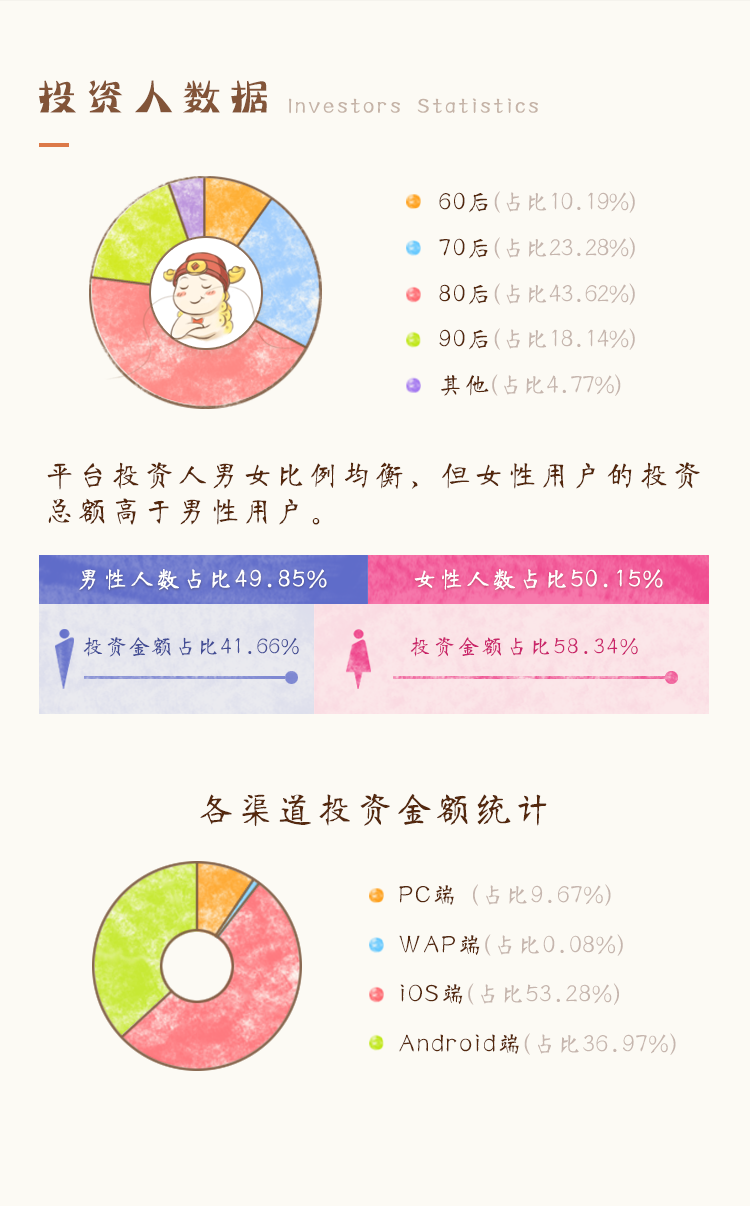 投资人数据 Investors Statistics
60后(占比10.19%)
70后(占比23.28%)
80后(占比43.62%)
90后(占比18.14%)
其他(占比4.77%)
平台投资人男女比例均衡，但女性用户的投资
总额高于男性用户。
男性人数占比49.85% 女性人数占比50.15%
投资金额占比41.66% 投资金额占比58.34%
各渠道投资金额统计
PC端 (占比9.67%)
WAP端(占比0.08%)
iOS端(占比53.28%)
Android端(占比36.97%)